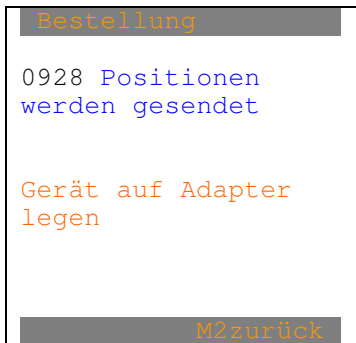 Bestellung
0928 Positionen
werden gesendet
Gerät auf Adapter
legen
M2zurück